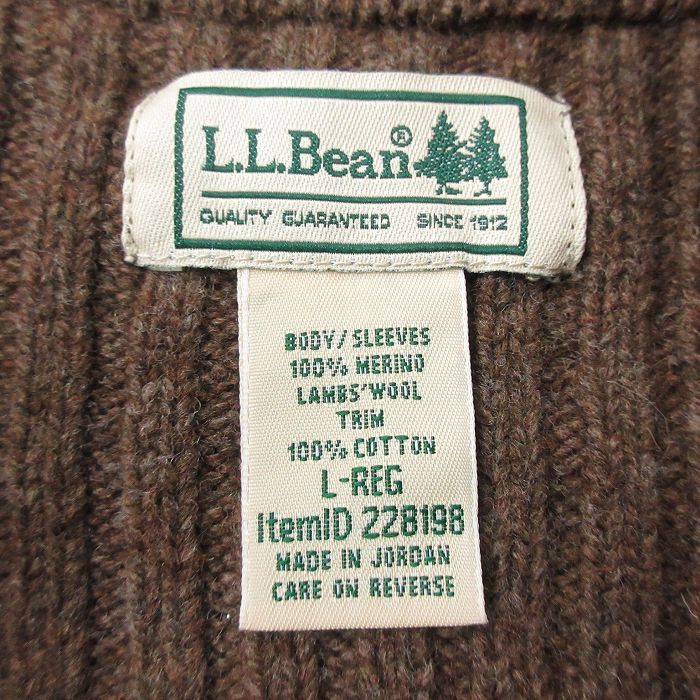 L.L.Bean®
QUALITY GUARANTEED SINCE 1912
BODY/SLEEVES
100% MERINO
LAMBS'WOOL
TRIM
100% COTTON
L-REG
ItemID 228198
MADE IN JORDAN
CARE ON REVERSE